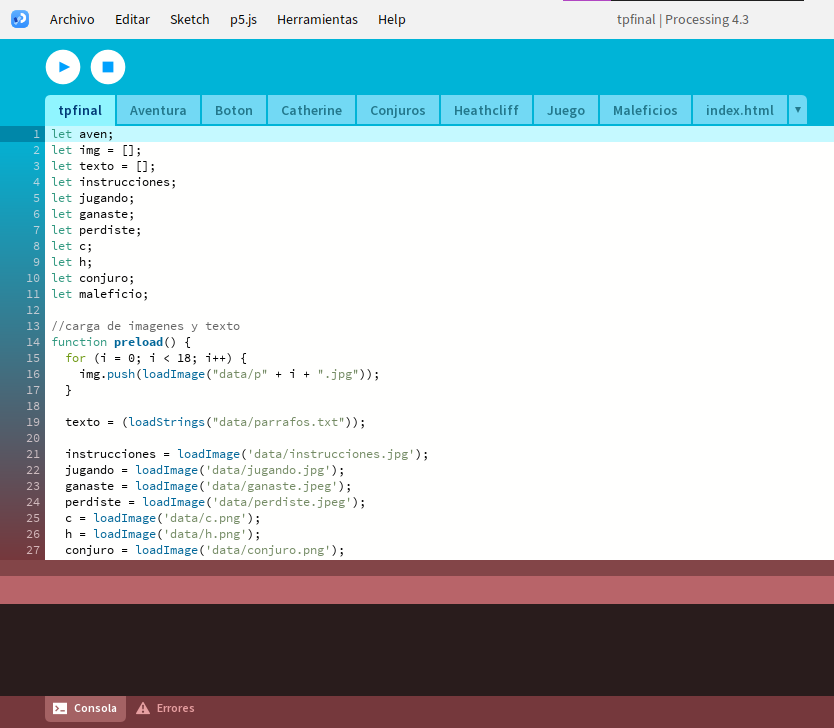 Archivo Editar Sketch p5.js Herramientas Help tpfinal | Processing 4.3
tpfinal Aventura Boton Catherine Conjuros Heathcliff Juego Maleficios index.html ▼
1 let aven;
2 let img = [];
3 let texto = [];
4 let instrucciones;
5 let jugando;
6 let ganaste;
7 let perdiste;
8 let c;
9 let h;
10 let conjuro;
11 let maleficio;
12
13 //carga de imagenes y texto
14 function preload() {
15   for (i = 0; i < 18; i++) {
16     img.push(loadImage("data/p" + i + ".jpg"));
17   }
18
19   texto = (loadStrings("data/parrafos.txt"));
20
21   instrucciones = loadImage('data/instrucciones.jpg');
22   jugando = loadImage('data/jugando.jpg');
23   ganaste = loadImage('data/ganaste.jpeg');
24   perdiste = loadImage('data/perdiste.jpeg');
25   c = loadImage('data/c.png');
26   h = loadImage('data/h.png');
27   conjuro = loadImage('data/conjuro.png');
Consola Errores